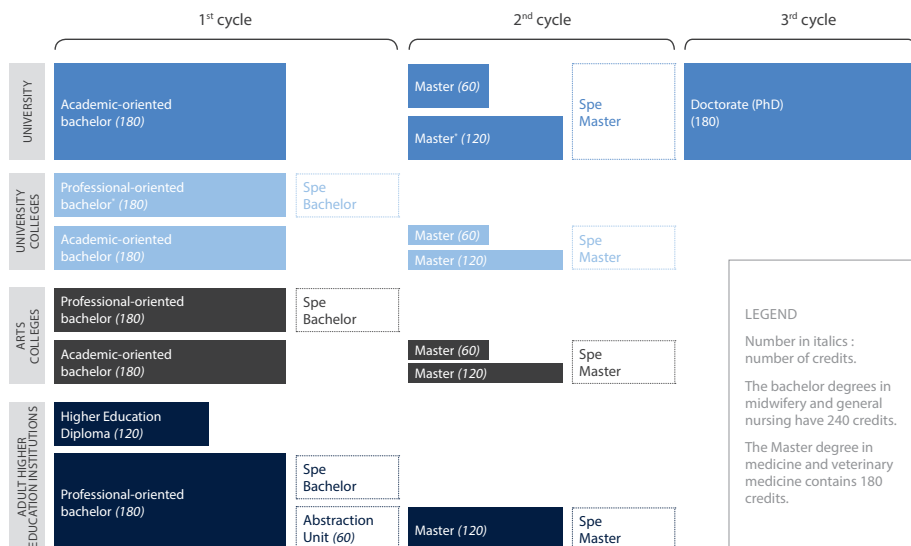 1st cycle
2nd cycle
3rd cycle
UNIVERSITY
Academic-oriented
bachelor (180)
Master (60)
Master* (120)
Spe
Master
Doctorate (PhD)
(180)
UNIVERSITY
COLLEGES
Professional-oriented
bachelor* (180)
Spe
Bachelor
Academic-oriented
bachelor (180)
Master (60)
Master (120)
Spe
Master
ARTS
COLLEGES
Professional-oriented
bachelor (180)
Spe
Bachelor
Academic-oriented
bachelor (180)
Master (60)
Master (120)
Spe
Master
ADULT HIGHER
EDUCATION INSTITUTIONS
Higher Education
Diploma (120)
Professional-oriented
bachelor (180)
Spe
Bachelor
Abstraction
Unit (60)
Master (120)
Spe
Master
LEGEND
Number in italics :
number of credits.
The bachelor degrees in
midwifery and general
nursing have 240 credits.
The Master degree in
medicine and veterinary
medicine contains 180
credits.